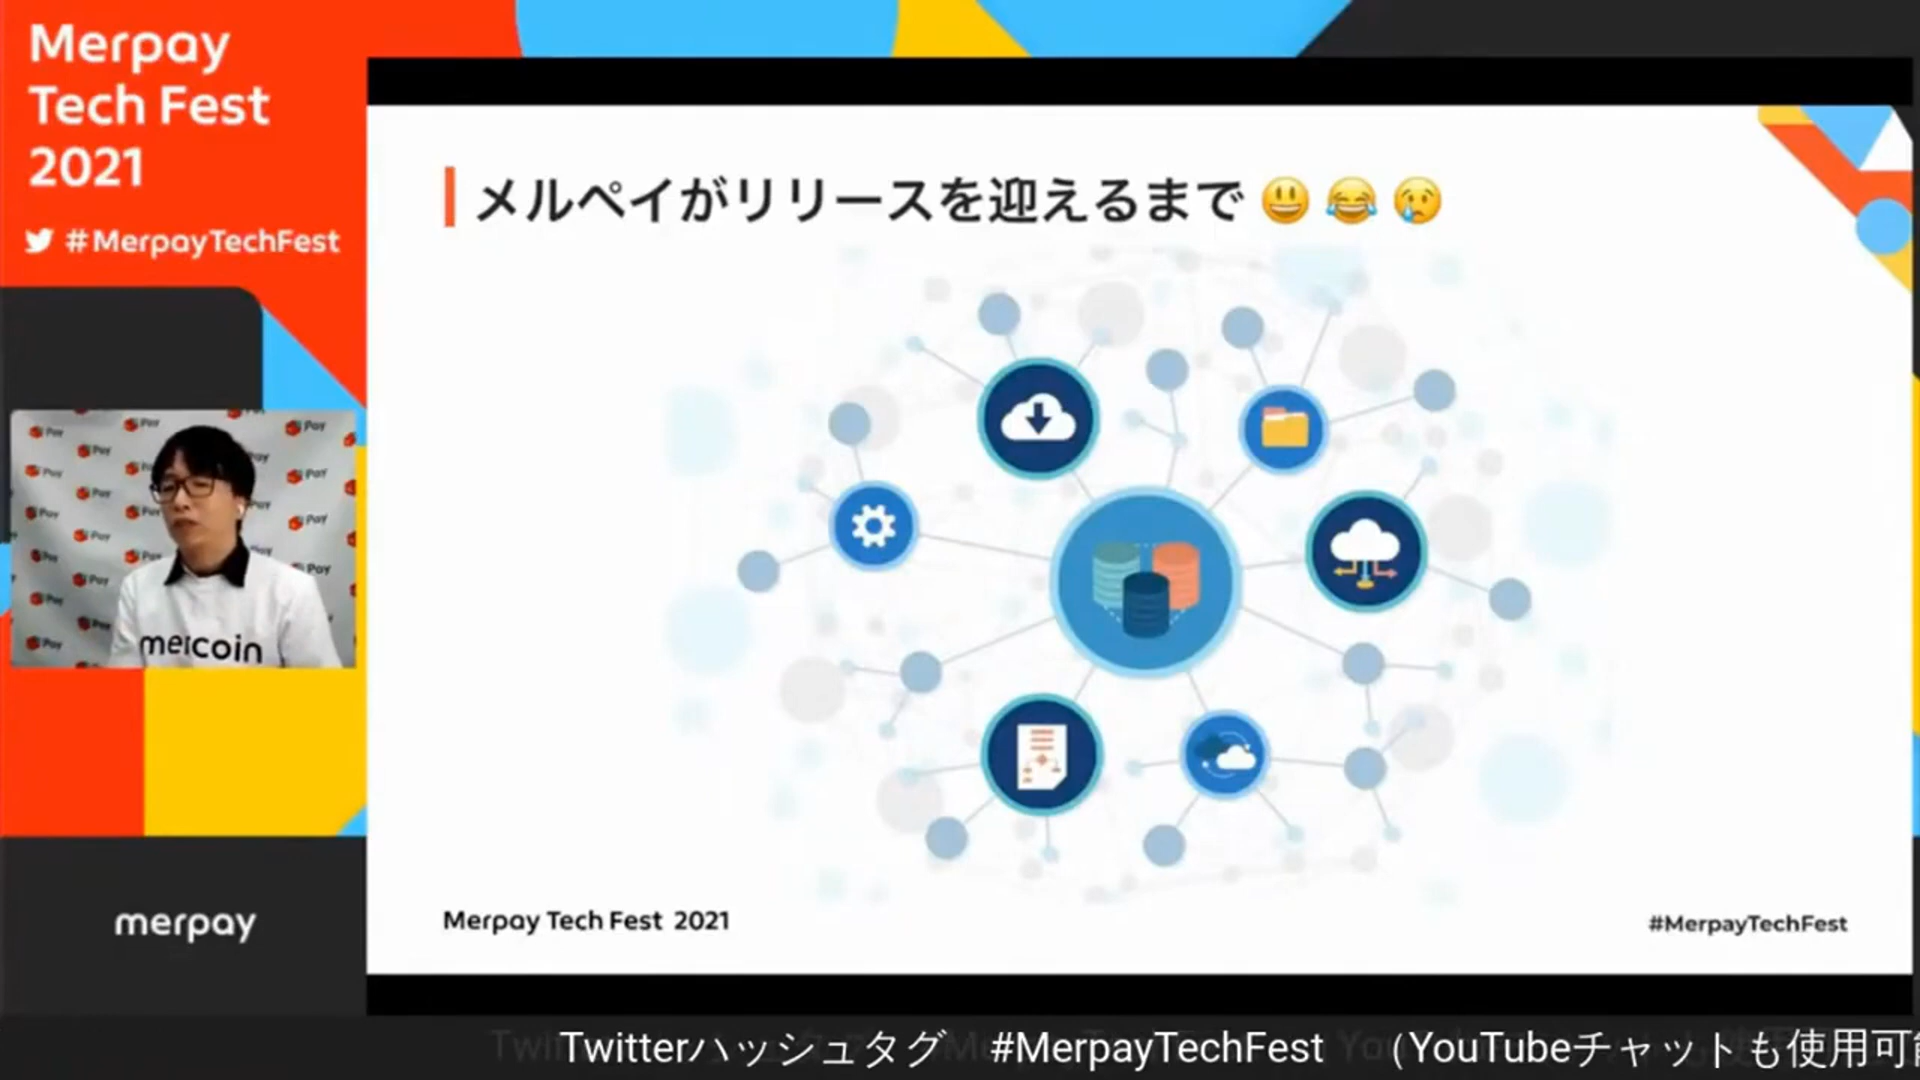 Merpay
Tech Fest
2021
#MerpayTechFest
メルペイがリリースを迎えるまで 😃 😂 😢
Pay
mercoin
merpay
Merpay Tech Fest 2021
#MerpayTechFest
Twitterハッシュタグ #MerpayTechFest （YouTubeチャットも使用可